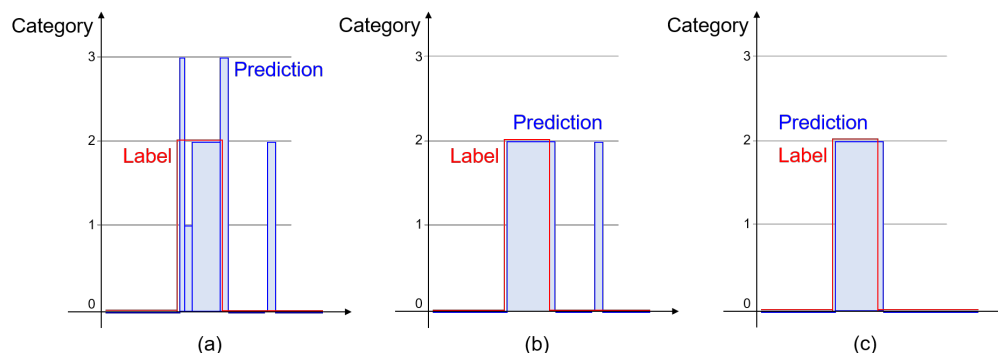 Category
3
Prediction
2
Label
1
0
(a)
Category
3
Prediction
2
Label
1
0
(b)
Category
3
Prediction
2
Label
1
0
(c)